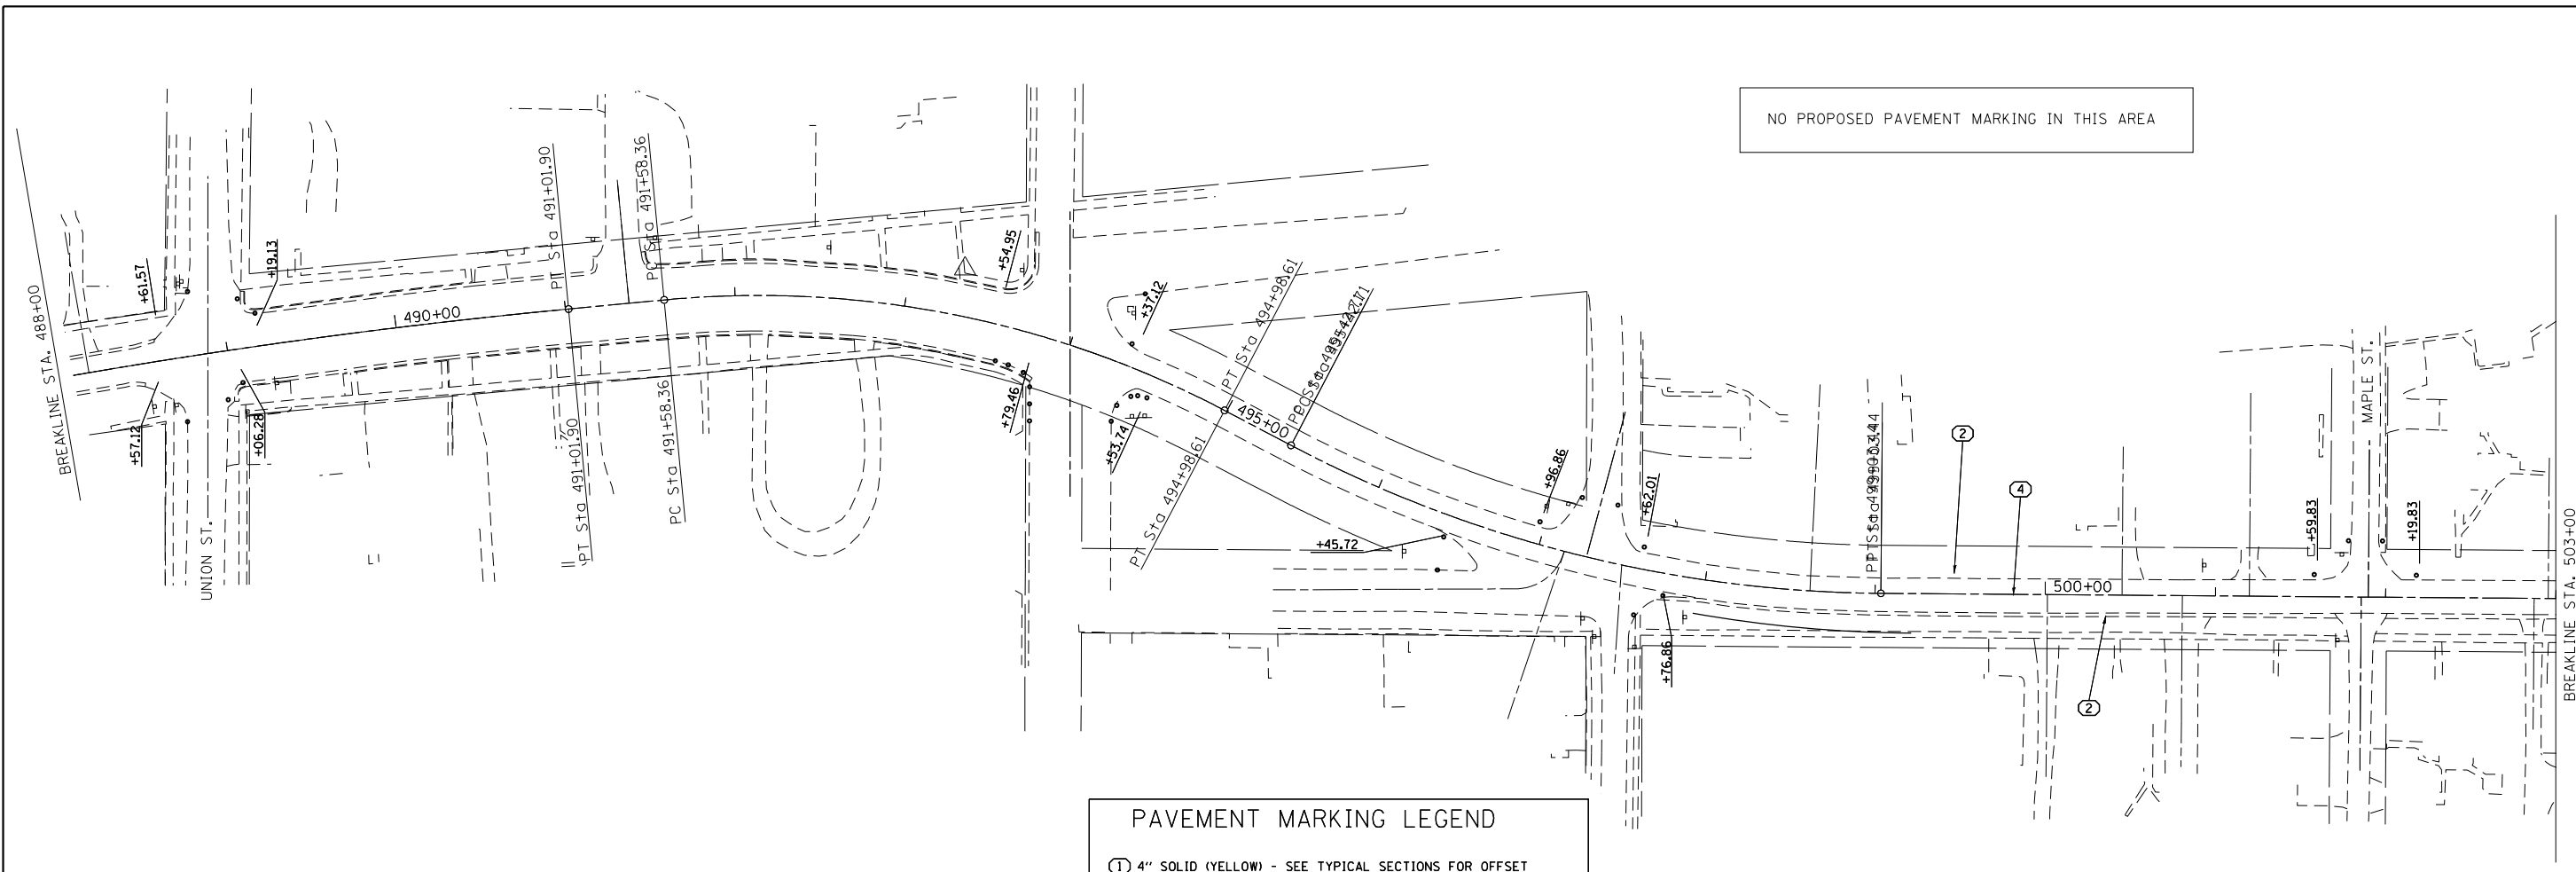 NO PROPOSED PAVEMENT MARKING IN THIS AREA
BREAKLINE STA. 488+00
+61.57
+19.13
490+00
PT Sta 491+01.90
PC Sta 491+58.36
+54.95
+37.12
PT Sta 494+98.61
495+00
+57.12
UNION ST.
+06.28
PT Sta 491+01.90
PC Sta 491+58.36
+79.46
+53.74
PT Sta 494+98.61
+45.72
+96.86
+62.01
+76.86
2
4
500+00
2
+59.83
MAPLE ST.
+19.83
BREAKLINE STA. 503+00
PAVEMENT MARKING LEGEND
1 4" SOLID (YELLOW) - SEE TYPICAL SECTIONS FOR OFFSET